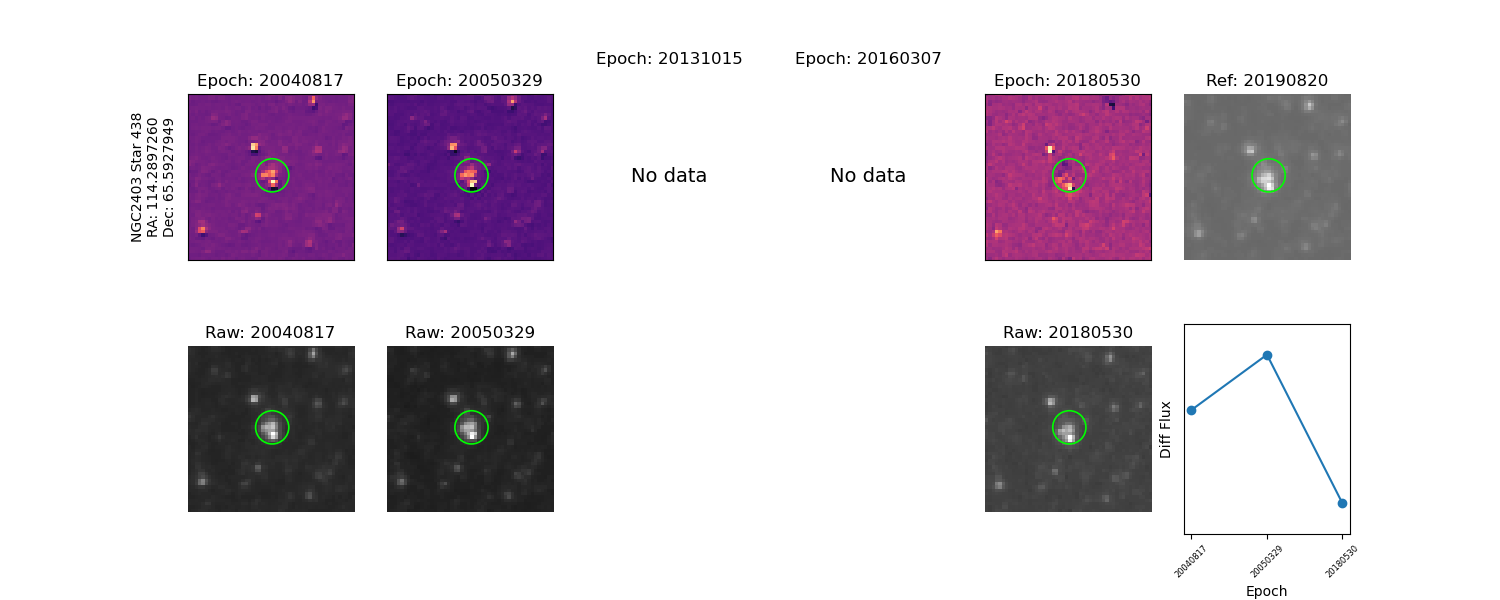 Epoch: 20131015
Epoch: 20160307
Epoch: 20040817
Epoch: 20050329
Epoch: 20180530
Ref: 20190820
NGC2403 Star 438
RA: 114.2897260
Dec: 65.5927949
No data
No data
Raw: 20040817
Raw: 20050329
Raw: 20180530
Diff Flux
20040817
20050329
20180530
Epoch